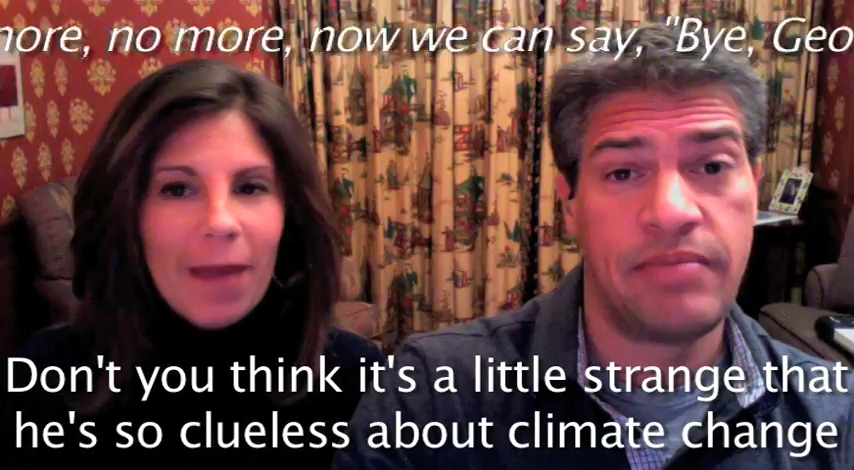 more, no more, now we can say, "Bye, Geo
Don't you think it's a little strange that
he's so clueless about climate change